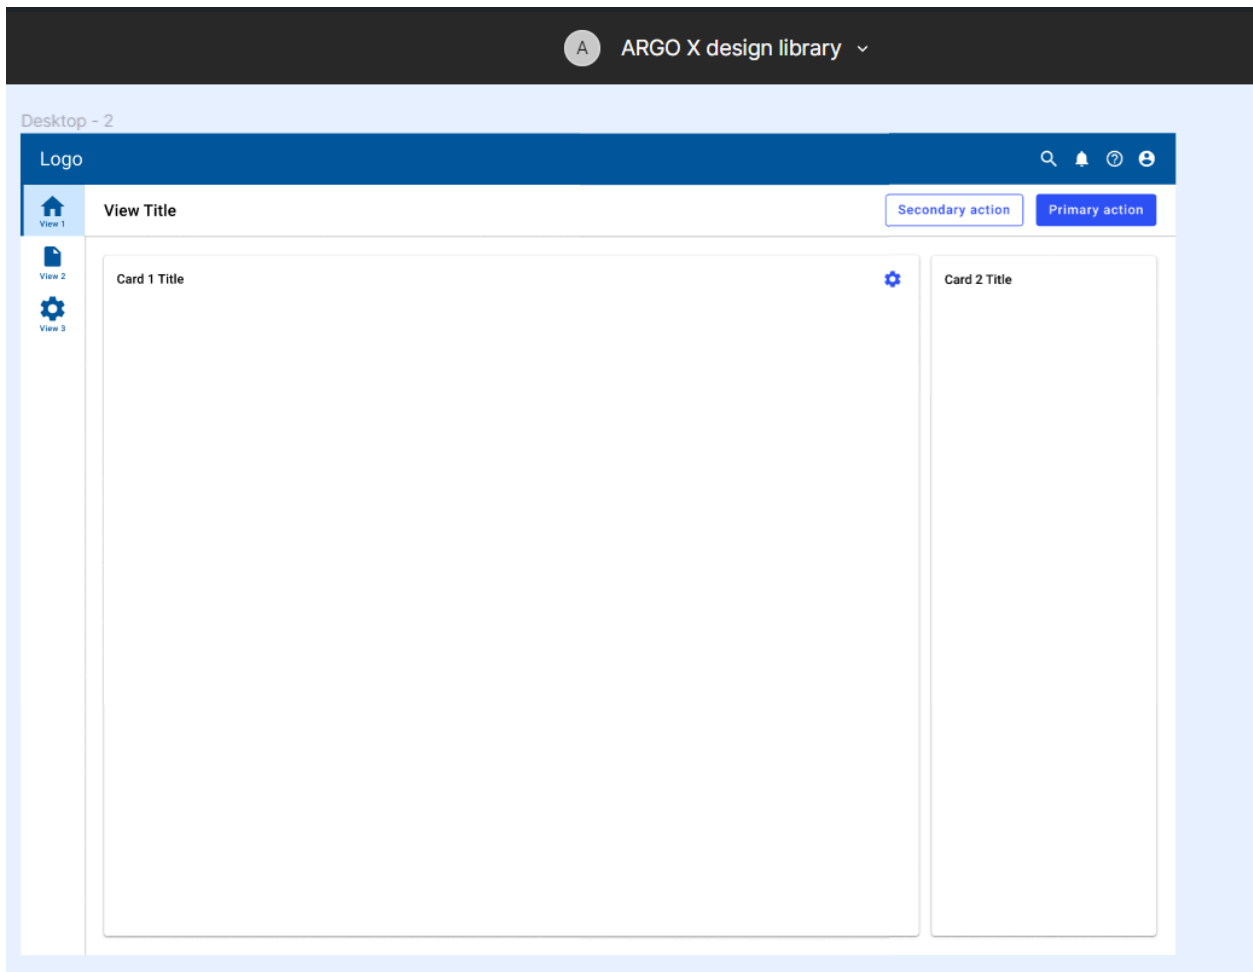 A ARGO X design library
Desktop - 2
Logo
View 1
View Title
Secondary action
Primary action
View 2
Card 1 Title
Card 2 Title
View 3